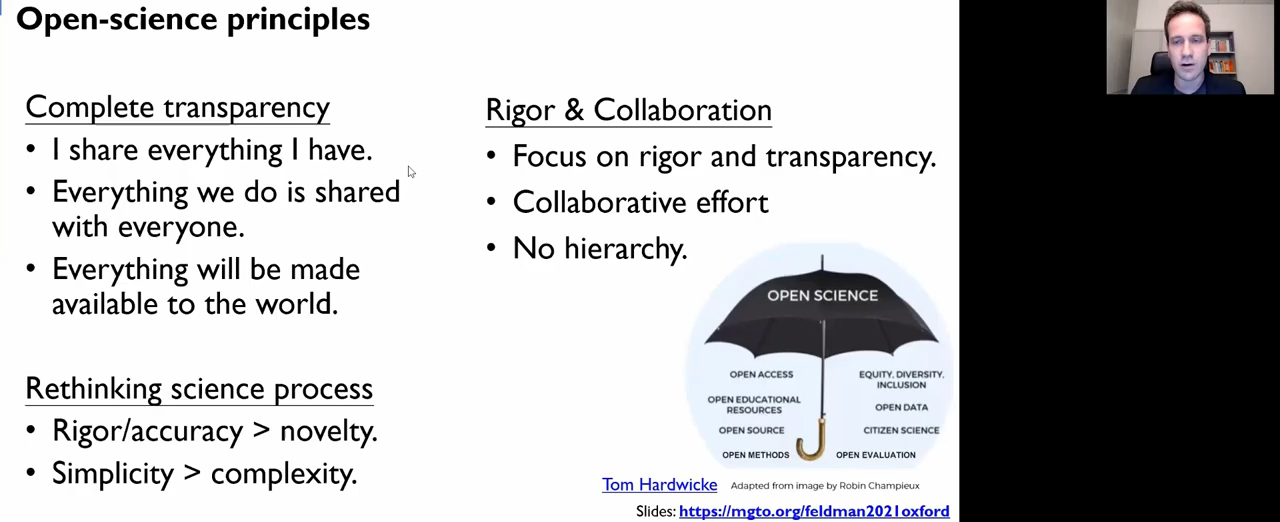 Open-science principles
Complete transparency
• I share everything I have.
• Everything we do is shared
with everyone.
• Everything will be made
available to the world.
Rethinking science process
• Rigor/accuracy > novelty.
• Simplicity > complexity.
Rigor & Collaboration
• Focus on rigor and transparency.
• Collaborative effort
• No hierarchy.
OPEN SCIENCE
OPEN ACCESS
OPEN EDUCATIONAL
RESOURCES
OPEN SOURCE
OPEN METHODS
EQUITY, DIVERSITY,
INCLUSION
OPEN DATA
CITIZEN SCIENCE
OPEN EVALUATION
Tom Hardwicke Adapted from image by Robin Champieux
Slides: https://mgto.org/feldman2021oxford